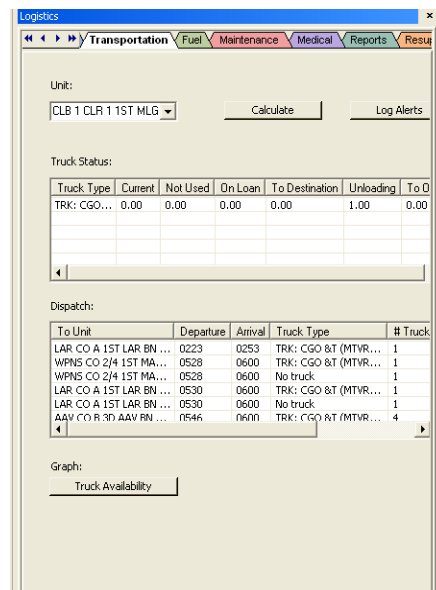 Logistics
Transportation Fuel Maintenance Medical Reports Resup
Unit:
CLB 1 CLR 1 1ST MLG Calculate Log Alerts
Truck Status:
Truck Type Current Not Used On Loan To Destination Unloading To O
TRK: CGO... 0.00 0.00 0.00 0.00 1.00 0.00
Dispatch:
To Unit Departure Arrival Truck Type # Truck
LAR CO A 1ST LAR BN ... 0223 0253 TRK: CGO &T (MTVR... 1
WPNS CO 2/4 1ST MA... 0528 0600 TRK: CGO &T (MTVR... 1
WPNS CO 2/4 1ST MA... 0528 0600 No truck 1
LAR CO A 1ST LAR BN ... 0530 0600 TRK: CGO &T (MTVR... 1
LAR CO A 1ST LAR BN ... 0530 0600 No truck 1
AAV CO B 3D AAV BN ... 0546 0600 TRK: CGO &T (MTVR... 4
Graph:
Truck Availability